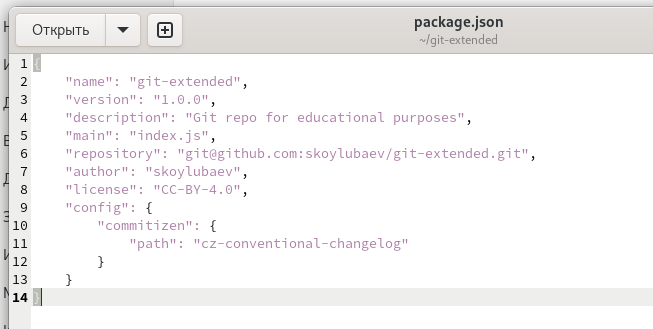 Открыть
package.json
~/git-extended
1 {
2 "name": "git-extended",
3 "version": "1.0.0",
4 "description": "Git repo for educational purposes",
5 "main": "index.js",
6 "repository": "git@github.com:skoylubaev/git-extended.git",
7 "author": "skoylubaev",
8 "license": "CC-BY-4.0",
9 "config": {
10 "commitizen": {
11 "path": "cz-conventional-changelog"
12 }
13 }
14 }